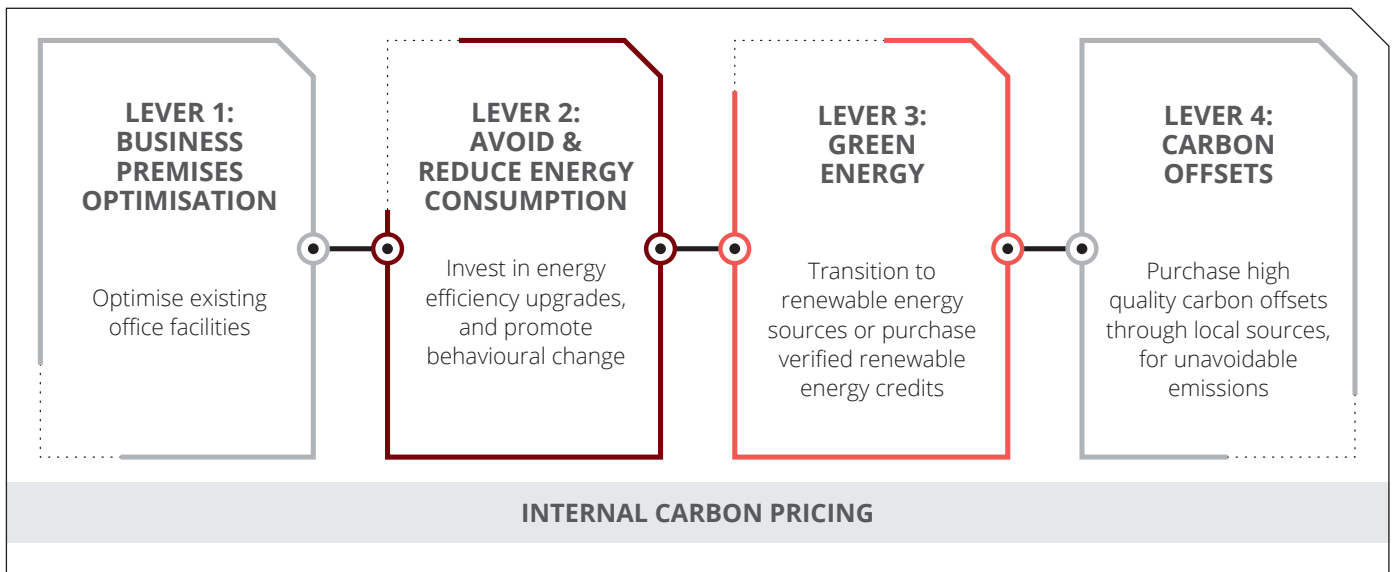 LEVER 1:
BUSINESS
PREMISES
OPTIMISATION
Optimise existing
office facilities
LEVER 2:
AVOID &
REDUCE ENERGY
CONSUMPTION
Invest in energy
efficiency upgrades,
and promote
behavioural change
LEVER 3:
GREEN
ENERGY
Transition to
renewable energy
sources or purchase
verified renewable
energy credits
LEVER 4:
CARBON
OFFSETS
Purchase high
quality carbon offsets
through local sources,
for unavoidable
emissions
INTERNAL CARBON PRICING